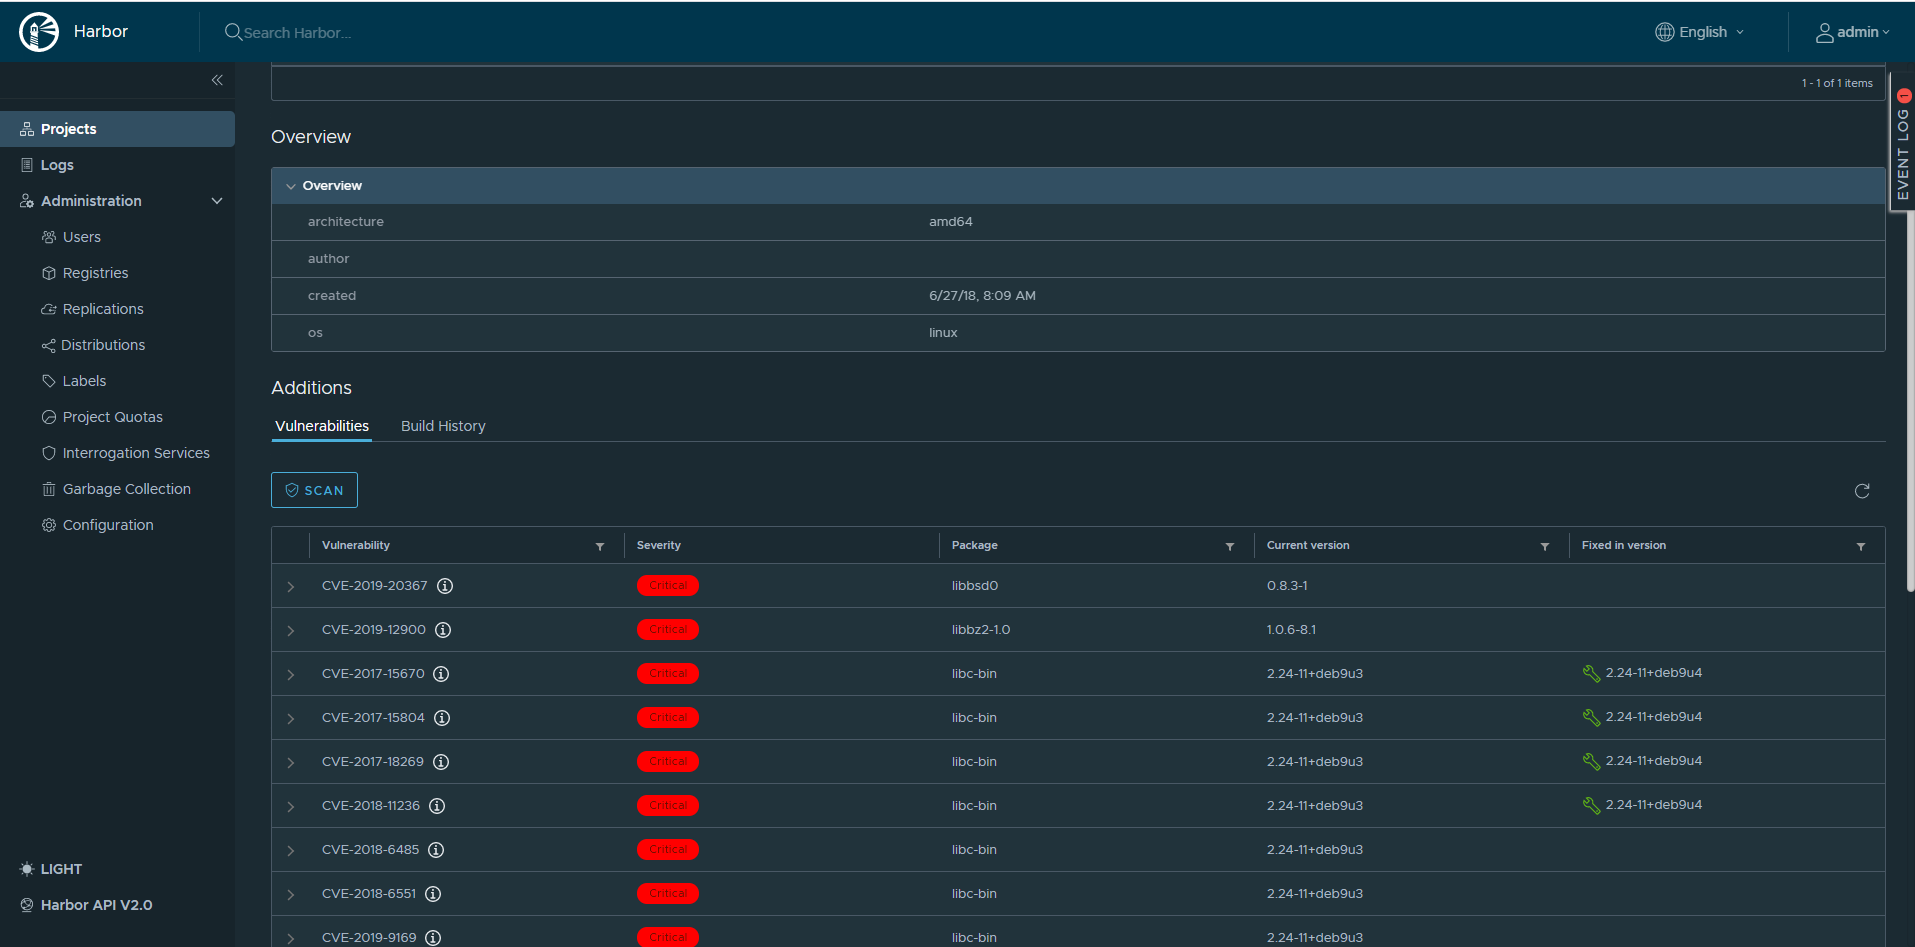 Harbor
Search Harbor...
English
admin
1 - 1 of 1 items
EVENT LOG 1
Projects
Logs
Administration
Users
Registries
Replications
Distributions
Labels
Project Quotas
Interrogation Services
Garbage Collection
Configuration
LIGHT
Harbor API V2.0
Overview
Overview
architecture amd64
author
created 6/27/18, 8:09 AM
os linux
Additions
Vulnerabilities Build History
SCAN
Vulnerability Severity Package Current version Fixed in version
CVE-2019-20367 Critical libbsd0 0.8.3-1
CVE-2019-12900 Critical libbz2-1.0 1.0.6-8.1
CVE-2017-15670 Critical libc-bin 2.24-11+deb9u3 2.24-11+deb9u4
CVE-2017-15804 Critical libc-bin 2.24-11+deb9u3 2.24-11+deb9u4
CVE-2017-18269 Critical libc-bin 2.24-11+deb9u3 2.24-11+deb9u4
CVE-2018-11236 Critical libc-bin 2.24-11+deb9u3 2.24-11+deb9u4
CVE-2018-6485 Critical libc-bin 2.24-11+deb9u3
CVE-2018-6551 Critical libc-bin 2.24-11+deb9u3
CVE-2019-9169 Critical libc-bin 2.24-11+deb9u3